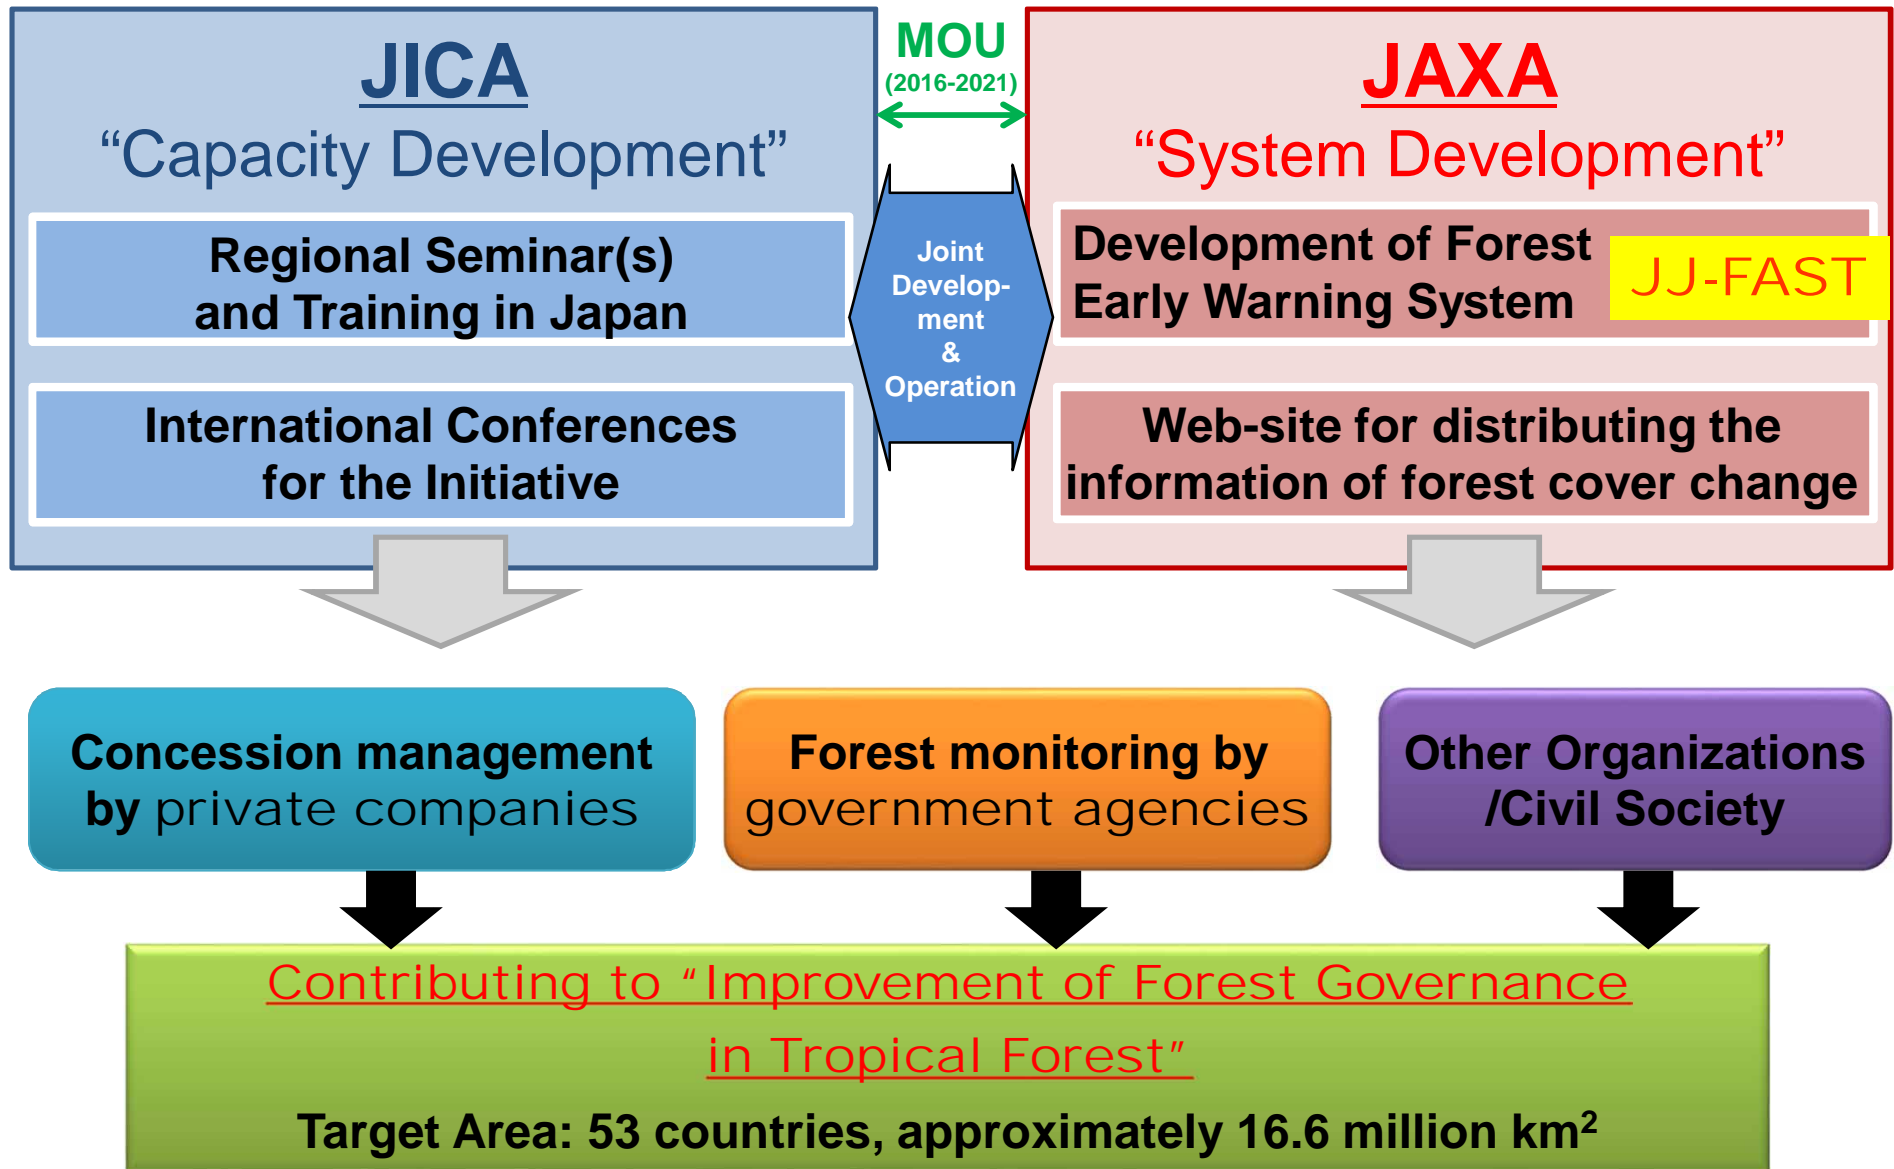 JICA
“Capacity Development”
Regional Seminar(s)
and Training in Japan
International Conferences
for the Initiative
MOU
(2016-2021)
Joint
Develop-
ment
&
Operation
JAXA
“System Development”
Development of Forest
Early Warning System
JJ-FAST
Web-site for distributing the
information of forest cover change
Concession management
by private companies
Forest monitoring by
government agencies
Other Organizations
/Civil Society
Contributing to “Improvement of Forest Governance
in Tropical Forest”
Target Area: 53 countries, approximately 16.6 million km²